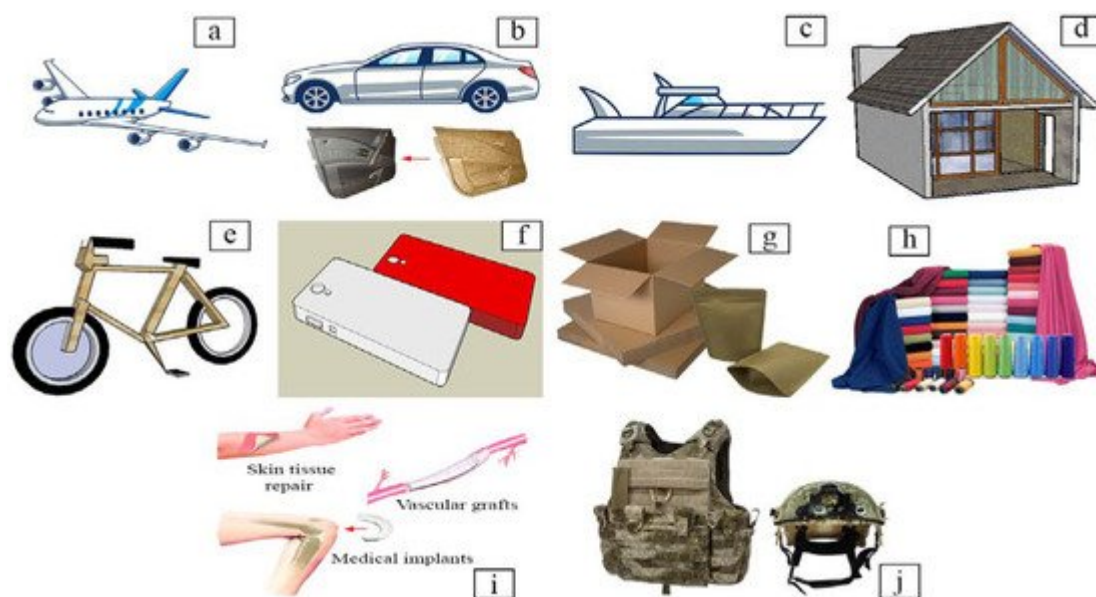 a
b
c
d
e
f
g
h
Skin tissue
repair
Vascular grafts
Medical implants
i
j